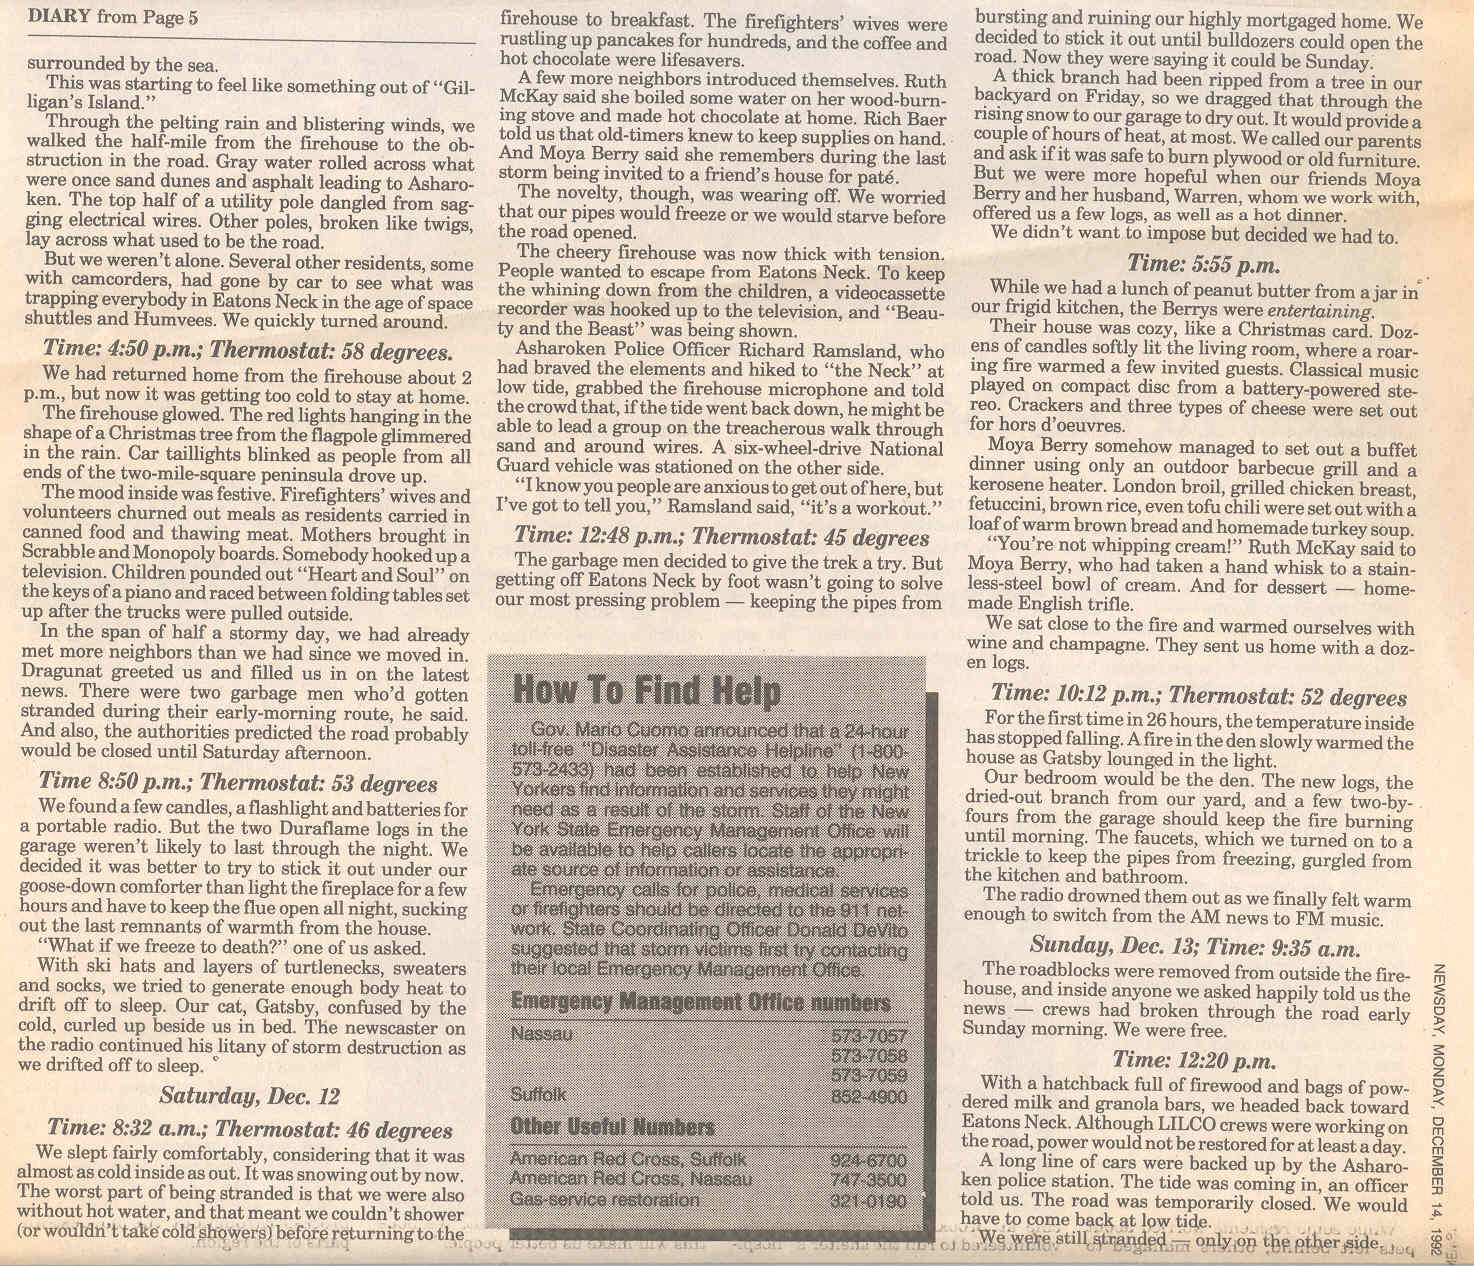 DIARY from Page 5
surrounded by the sea.
This was starting to feel like something out of "Gil-
ligan's Island."
Through the pelting rain and blistering winds, we
walked the half-mile from the firehouse to the ob-
struction in the road. Gray water rolled across what
were once sand dunes and asphalt leading to Asharo-
ken. The top half of a utility pole dangled from sag-
ging electrical wires. Other poles, broken like twigs,
lay across what used to be the road.
But we weren't alone. Several other residents, some
with camcorders, had gone by car to see what was
trapping everybody in Eatons Neck in the age of space
shuttles and Humvees. We quickly turned around.
Time: 4:50 p.m.; Thermostat: 58 degrees.
We had returned home from the firehouse about 2
p.m., but now it was getting too cold to stay at home.
The firehouse glowed. The red lights hanging in the
shape of a Christmas tree from the flagpole glimmered
in the rain. Car taillights blinked as people from all
ends of the two-mile-square peninsula drove up.
The mood inside was festive. Firefighters' wives and
volunteers churned out meals as residents carried in
canned food and thawing meat. Mothers brought in
Scrabble and Monopoly boards. Somebody hooked up a
television. Children pounded out "Heart and Soul" on
the keys of a piano and raced between folding tables set
up after the trucks were pulled outside.
In the span of half a stormy day, we had already
met more neighbors than we had since we moved in.
Dragunat greeted us and filled us in on the latest
news. There were two garbage men who'd gotten
stranded during their early-morning route, he said.
And also, the authorities predicted the road probably
would be closed until Saturday afternoon.
Time 8:50 p.m.; Thermostat: 53 degrees
We found a few candles, a flashlight and batteries for
a portable radio. But the two Duraflame logs in the
garage weren't likely to last through the night. We
decided it was better to try to stick it out under our
goose-down comforter than light the fireplace for a few
hours and have to keep the flue open all night, sucking
out the last remnants of warmth from the house.
"What if we freeze to death?" one of us asked.
With ski hats and layers of turtlenecks, sweaters
and socks, we tried to generate enough body heat to
drift off to sleep. Our cat, Gatsby, confused by the
cold, curled up beside us in bed. The newscaster on
the radio continued his litany of storm destruction as
we drifted off to sleep.
Saturday, Dec. 12
Time: 8:32 a.m.; Thermostat: 46 degrees
We slept fairly comfortably, considering that it was
almost as cold inside as out. It was snowing out by now.
The worst part of being stranded is that we were also
without hot water, and that meant we couldn't shower
(or wouldn't take cold showers) before returning to the
firehouse to breakfast. The firefighters' wives were
rustling up pancakes for hundreds, and the coffee and
hot chocolate were lifesavers.
A few more neighbors introduced themselves. Ruth
McKay said she boiled some water on her wood-burn-
ing stove and made hot chocolate at home. Rich Baer
told us that old-timers knew to keep supplies on hand.
And Moya Berry said she remembers during the last
storm being invited to a friend's house for paté.
The novelty, though, was wearing off. We worried
that our pipes would freeze or we would starve before
the road opened.
The cheery firehouse was now thick with tension.
People wanted to escape from Eatons Neck. To keep
the whining down from the children, a videocassette
recorder was hooked up to the television, and "Beau-
ty and the Beast" was being shown.
Asharoken Police Officer Richard Ramsland, who
had braved the elements and hiked to "the Neck" at
low tide, grabbed the firehouse microphone and told
the crowd that, if the tide went back down, he might be
able to lead a group on the treacherous walk through
sand and around wires. A six-wheel-drive National
Guard vehicle was stationed on the other side.
"I know you people are anxious to get out of here, but
I've got to tell you," Ramsland said, "it's a workout."
Time: 12:48 p.m.; Thermostat: 45 degrees
The garbage men decided to give the trek a try. But
getting off Eatons Neck by foot wasn't going to solve
our most pressing problem — keeping the pipes from
How To Find Help
Gov. Mario Cuomo announced that a 24-hour
toll-free "Disaster Assistance Helpline" (1-800-
573-2433) had been established to help New
Yorkers find information and services they might
need as a result of the storm. Staff of the New
York State Emergency Management Office will
be available to help callers locate the appropri-
ate source of information or assistance.
Emergency calls for police, medical services
or firefighters should be directed to the 911 net-
work. State Coordinating Officer Donald DeVito
suggested that storm victims first try contacting
their local Emergency Management Office.
Emergency Management Office numbers
Nassau 573-7057
573-7058
573-7059
Suffolk 852-4900
Other Useful Numbers
American Red Cross, Suffolk 924-6700
American Red Cross, Nassau 747-3500
Gas-service restoration 321-0190
bursting and ruining our highly mortgaged home. We
decided to stick it out until bulldozers could open the
road. Now they were saying it could be Sunday.
A thick branch had been ripped from a tree in our
backyard on Friday, so we dragged that through the
rising snow to our garage to dry out. It would provide a
couple of hours of heat, at most. We called our parents
and ask if it was safe to burn plywood or old furniture.
But we were more hopeful when our friends Moya
Berry and her husband, Warren, whom we work with,
offered us a few logs, as well as a hot dinner.
We didn't want to impose but decided we had to.
Time: 5:55 p.m.
While we had a lunch of peanut butter from a jar in
our frigid kitchen, the Berrys were entertaining.
Their house was cozy, like a Christmas card. Doz-
ens of candles softly lit the living room, where a roar-
ing fire warmed a few invited guests. Classical music
played on compact disc from a battery-powered ste-
reo. Crackers and three types of cheese were set out
for hors d'oeuvres.
Moya Berry somehow managed to set out a buffet
dinner using only an outdoor barbecue grill and a
kerosene heater. London broil, grilled chicken breast,
fetuccini, brown rice, even tofu chili were set out with a
loaf of warm brown bread and homemade turkey soup.
"You're not whipping cream!" Ruth McKay said to
Moya Berry, who had taken a hand whisk to a stain-
less-steel bowl of cream. And for dessert — home-
made English trifle.
We sat close to the fire and warmed ourselves with
wine and champagne. They sent us home with a doz-
en logs.
Time: 10:12 p.m.; Thermostat: 52 degrees
For the first time in 26 hours, the temperature inside
has stopped falling. A fire in the den slowly warmed the
house as Gatsby lounged in the light.
Our bedroom would be the den. The new logs, the
dried-out branch from our yard, and a few two-by-
fours from the garage should keep the fire burning
until morning. The faucets, which we turned on to a
trickle to keep the pipes from freezing, gurgled from
the kitchen and bathroom.
The radio drowned them out as we finally felt warm
enough to switch from the AM news to FM music.
Sunday, Dec. 13; Time: 9:35 a.m.
The roadblocks were removed from outside the fire-
house, and inside anyone we asked happily told us the
news — crews had broken through the road early
Sunday morning. We were free.
Time: 12:20 p.m.
With a hatchback full of firewood and bags of pow-
dered milk and granola bars, we headed back toward
Eatons Neck. Although LILCO crews were working on
the road, power would not be restored for at least a day.
A long line of cars were backed up by the Asharo-
ken police station. The tide was coming in, an officer
told us. The road was temporarily closed. We would
have to come back at low tide.
We were still stranded — only on the other side.
NEWSDAY, MONDAY, DECEMBER 14, 1992